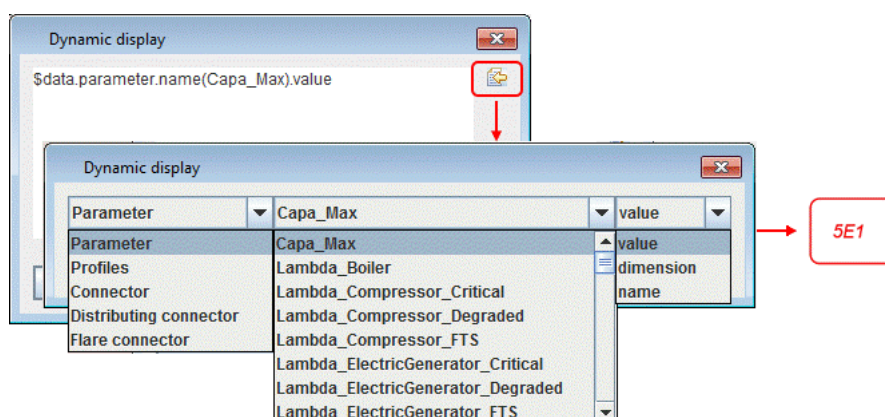 Dynamic display
$data.parameter.name(Capa_Max).value
Dynamic display
Parameter
Capa_Max
value
Parameter
Profiles
Connector
Distributing connector
Flare connector
Capa_Max
Lambda_Boiler
Lambda_Compressor_Critical
Lambda_Compressor_Degraded
Lambda_Compressor_FTS
Lambda_ElectricGenerator_Critical
Lambda_ElectricGenerator_Degraded
Lambda_ElectricGenerator_FTS
value
dimension
name
5E1